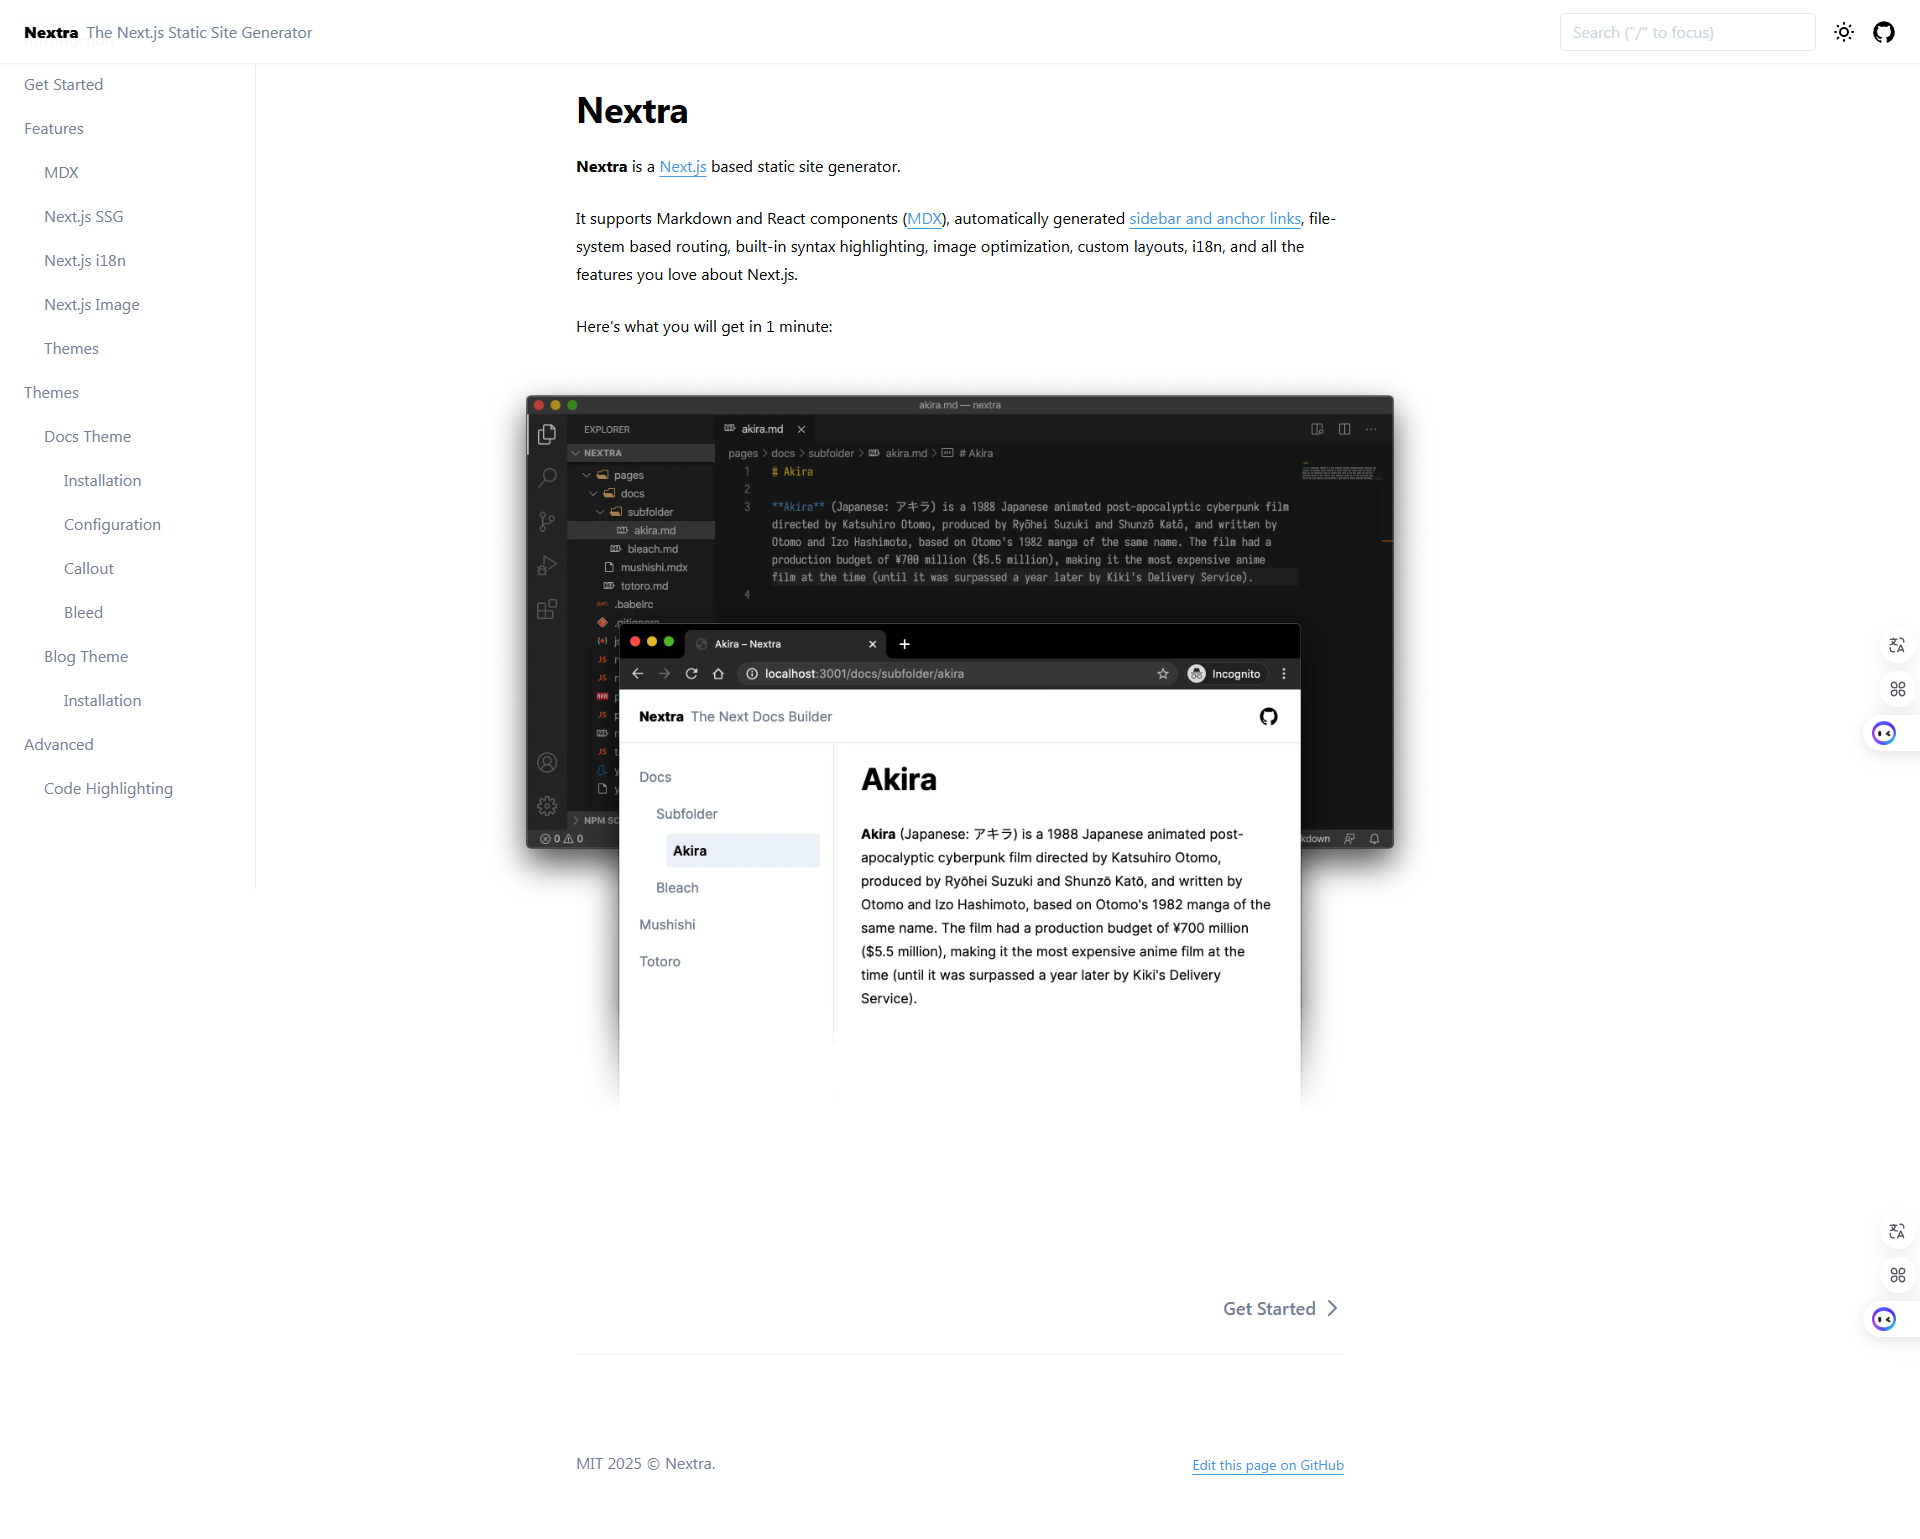 Nextra The Next.js Static Site Generator
Search ("/" to focus)
Get Started
Features
MDX
Next.js SSG
Next.js i18n
Next.js Image
Themes
Themes
Docs Theme
Installation
Configuration
Callout
Bleed
Blog Theme
Installation
Advanced
Code Highlighting
Nextra
Nextra is a Next.js based static site generator.
It supports Markdown and React components (MDX), automatically generated sidebar and anchor links, file-
system based routing, built-in syntax highlighting, image optimization, custom layouts, i18n, and all the
features you love about Next.js.
Here's what you will get in 1 minute:
akira.md — nextra
EXPLORER
NEXTRA
pages
docs
subfolder
akira.md
bleach.md
mushishi.mdx
totoro.md
.babelrc
.gitignore
NPM SC
0 0
akira.md
pages > docs > subfolder > akira.md > # Akira
1 # Akira
2
3 **Akira** (Japanese: アキラ) is a 1988 Japanese animated post-apocalyptic cyberpunk film
directed by Katsuhiro Otomo, produced by Ryōhei Suzuki and Shunzō Katō, and written by
Otomo and Izo Hashimoto, based on Otomo's 1982 manga of the same name. The film had a
production budget of ¥700 million ($5.5 million), making it the most expensive anime
film at the time (until it was surpassed a year later by Kiki's Delivery Service).
4
kdown
Akira – Nextra
localhost:3001/docs/subfolder/akira
Incognito
Nextra The Next Docs Builder
Docs
Subfolder
Akira
Bleach
Mushishi
Totoro
Akira
Akira (Japanese: アキラ) is a 1988 Japanese animated post-
apocalyptic cyberpunk film directed by Katsuhiro Otomo,
produced by Ryōhei Suzuki and Shunzō Katō, and written by
Otomo and Izo Hashimoto, based on Otomo's 1982 manga of the
same name. The film had a production budget of ¥700 million
($5.5 million), making it the most expensive anime film at the
time (until it was surpassed a year later by Kiki's Delivery
Service).
Get Started
MIT 2025 © Nextra.
Edit this page on GitHub